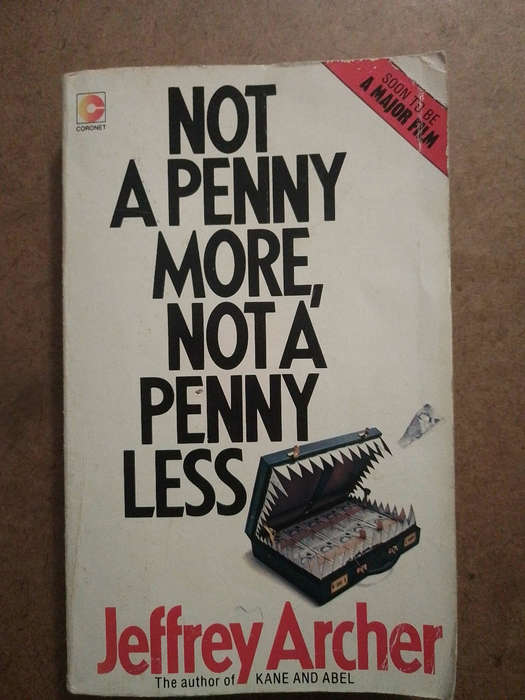 CORONET
SOON TO BE
A MAJOR FILM
NOT
A PENNY
MORE,
NOT A
PENNY
LESS
Jeffrey Archer
The author of KANE AND ABEL